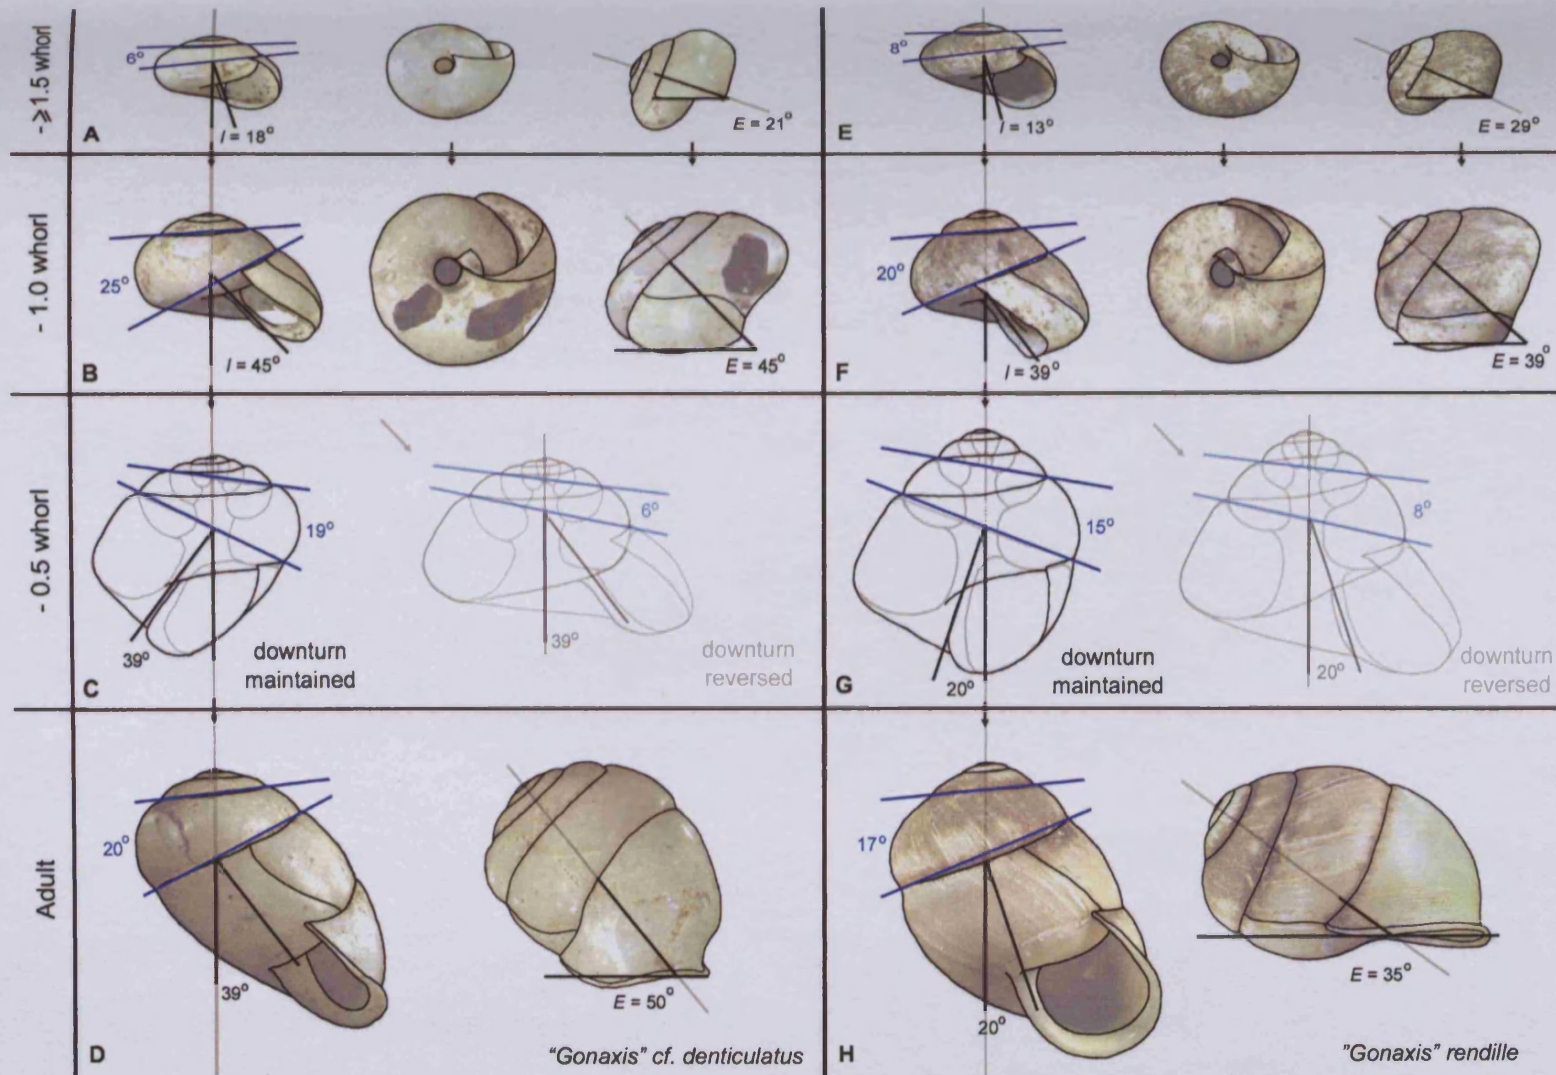 - ⩾1.5 whorl
6°
I = 18°
E = 21°
A
8°
I = 13°
E = 29°
E
- 1.0 whorl
25°
I = 45°
E = 45°
B
20°
I = 39°
E = 39°
F
- 0.5 whorl
19°
39°
downturn
maintained
6°
39°
downturn
reversed
C
15°
20°
downturn
maintained
8°
20°
downturn
reversed
G
Adult
20°
39°
E = 50°
D
"Gonaxis" cf. denticulatus
17°
20°
E = 35°
H
"Gonaxis" rendille